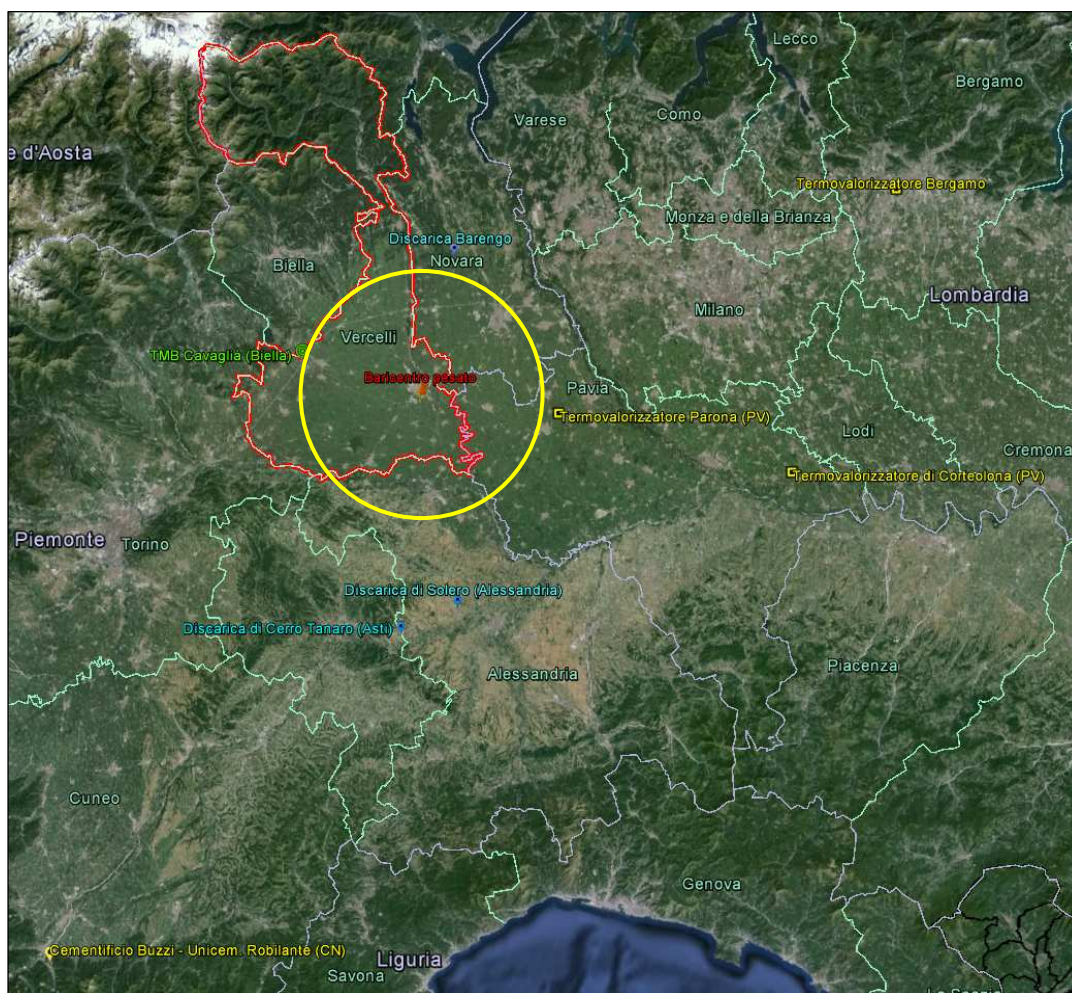 Lecco
Bergamo
Varese
Como
e d'Aosta
Termovalorizzatore Bergamo
Monza e della Brianza
Discarica Barengo
Novara
Biella
Lombardia
Milano
Vercelli
TMB Cavaglià (Biella)
Baricentro pesato
Pavia
Termovalorizzatore Parona (PV)
Lodi
Cremona
Termovalorizzatore di Corteolona (PV)
Piemonte
Torino
Discarica di Solero (Alessandria)
Discarica di Cerro Tanaro (Asti)
Alessandria
Piacenza
Cuneo
Genova
Cementificio Buzzi - Unicem. Robilante (CN)
Liguria
Savona
La Spezia